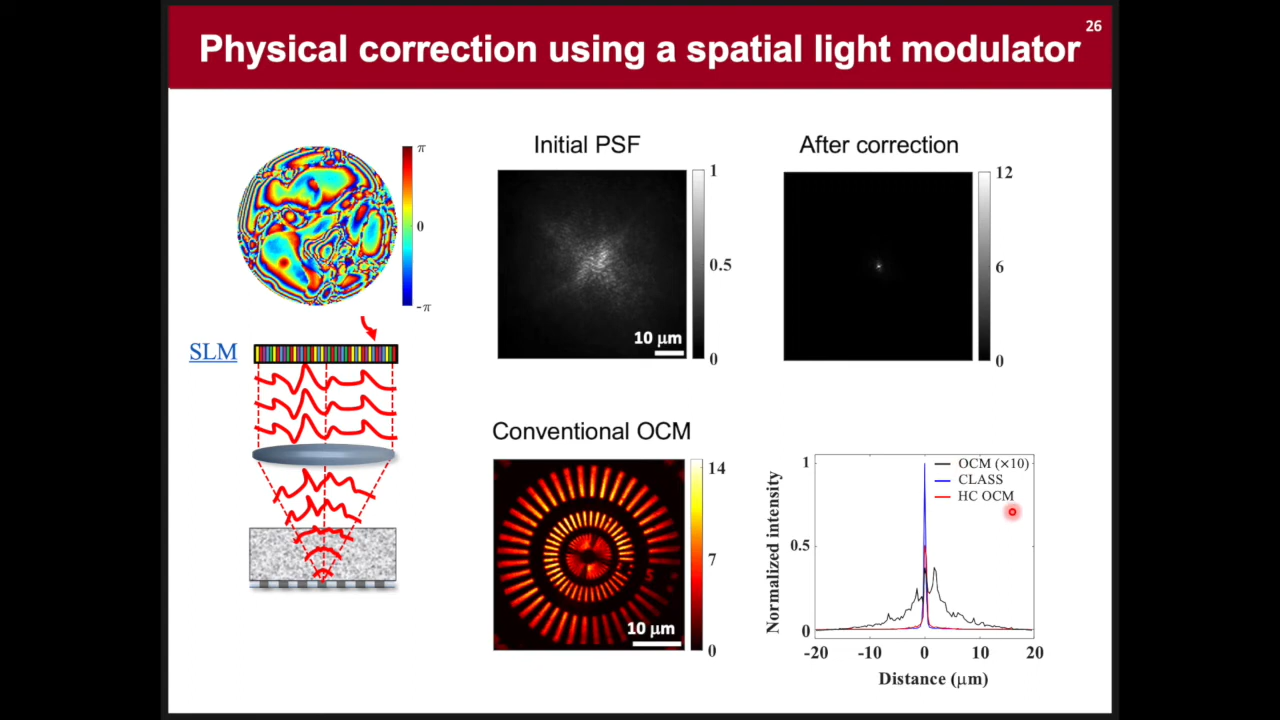 26
Physical correction using a spatial light modulator
Initial PSF
After correction
π
0
-π
1
0.5
0
10 μm
12
6
0
SLM
Conventional OCM
14
7
0
10 μm
OCM (×10)
CLASS
HC OCM
Normalized intensity
1
0.5
0
-20
-10
0
10
20
Distance (μm)